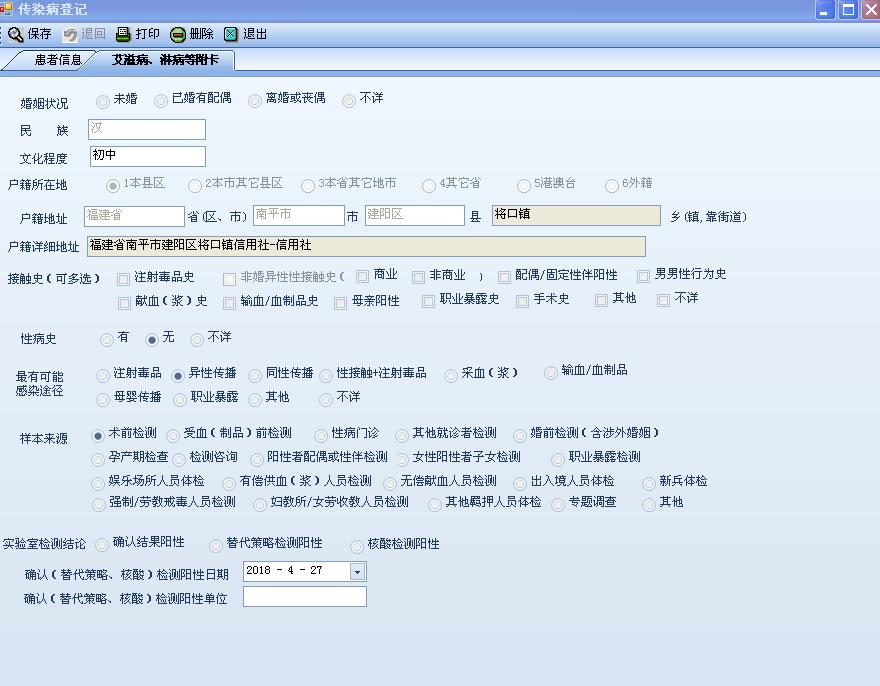 传染病登记
保存 退回 打印 删除 退出
患者信息 艾滋病、淋病等附卡
婚姻状况 未婚 已婚有配偶 离婚或丧偶 不详
民 族 汉
文化程度 初中
户籍所在地 1本县区 2本市其它县区 3本省其它地市 4其它省 5港澳台 6外籍
户籍地址 福建省 省(区、市) 南平市 市 建阳区 县 将口镇 乡(镇,靠街道)
户籍详细地址 福建省南平市建阳区将口镇信用社-信用社
接触史(可多选) 注射毒品史 非婚异性性接触史( 商业 非商业 ) 配偶/固定性伴阳性 男男性行为史
献血(浆)史 输血/血制品史 母亲阳性 职业暴露史 手术史 其他 不详
性病史 有 无 不详
最有可能感染途径 注射毒品 异性传播 同性传播 性接触+注射毒品 采血(浆) 输血/血制品
母婴传播 职业暴露 其他 不详
样本来源 术前检测 受血(制品)前检测 性病门诊 其他就诊者检测 婚前检测(含涉外婚姻)
孕产期检查 检测咨询 阳性者配偶或性伴检测 女性阳性者子女检测 职业暴露检测
娱乐场所人员体检 有偿供血(浆)人员检测 无偿献血人员检测 出入境人员体检 新兵体检
强制/劳教戒毒人员检测 妇教所/女劳收教人员检测 其他羁押人员体检 专题调查 其他
实验室检测结论 确认结果阳性 替代策略检测阳性 核酸检测阳性
确认(替代策略、核酸)检测阳性日期 2018 - 4 - 27
确认(替代策略、核酸)检测阳性单位